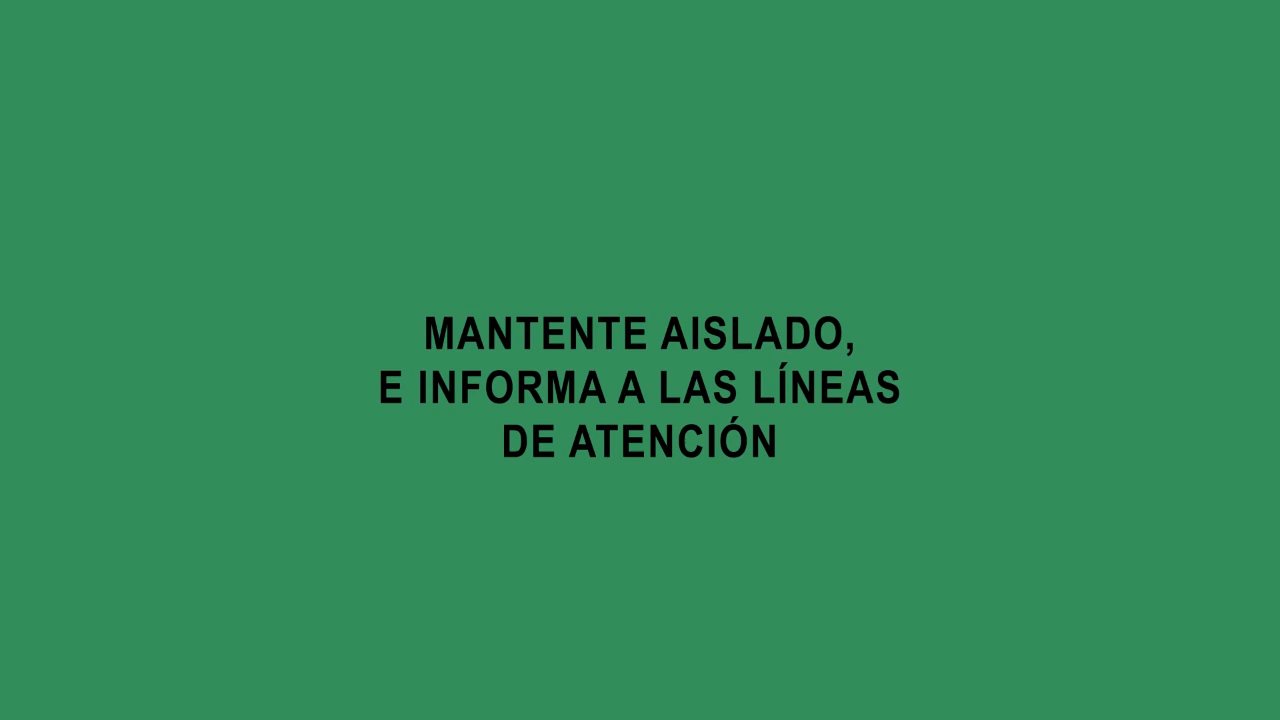 MANTENTE AISLADO,
E INFORMA A LAS LÍNEAS
DE ATENCIÓN